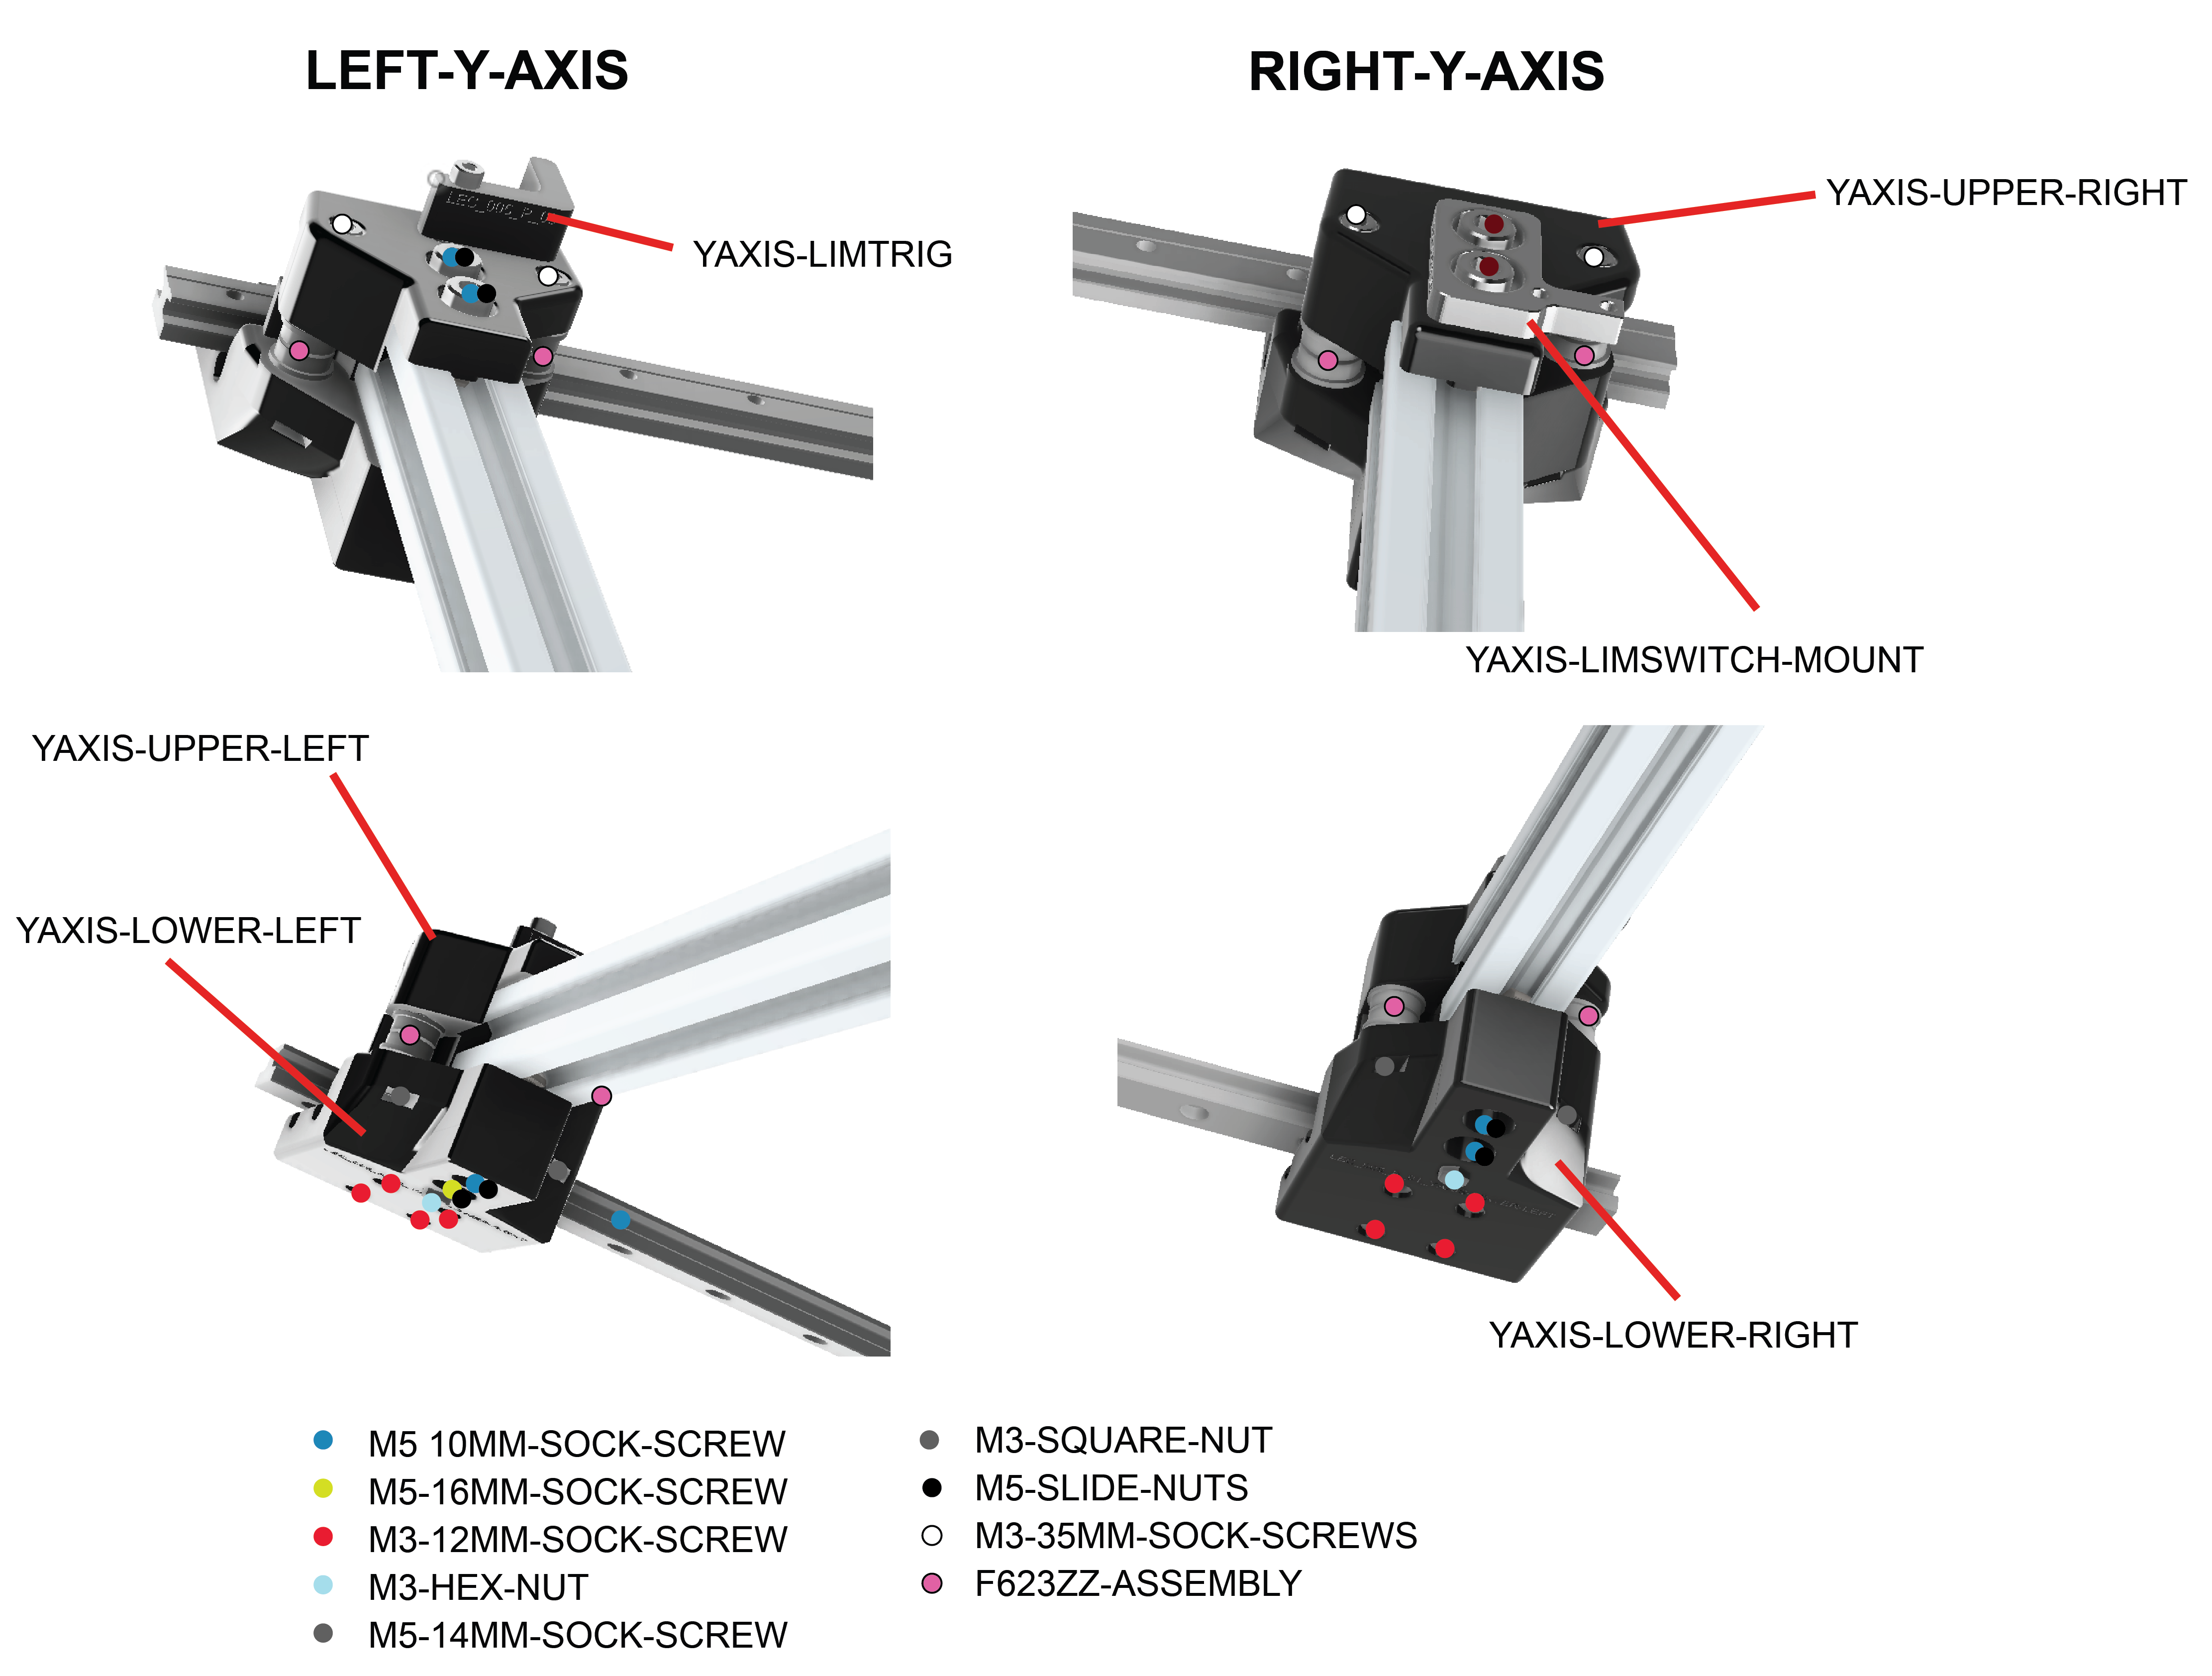 LEFT-Y-AXIS
RIGHT-Y-AXIS
YAXIS-UPPER-RIGHT
YAXIS-LIMTRIG
YAXIS-LIMSWITCH-MOUNT
YAXIS-UPPER-LEFT
YAXIS-LOWER-LEFT
YAXIS-LOWER-RIGHT
M5 10MM-SOCK-SCREW
M5-16MM-SOCK-SCREW
M3-12MM-SOCK-SCREW
M3-HEX-NUT
M5-14MM-SOCK-SCREW
M3-SQUARE-NUT
M5-SLIDE-NUTS
M3-35MM-SOCK-SCREWS
F623ZZ-ASSEMBLY